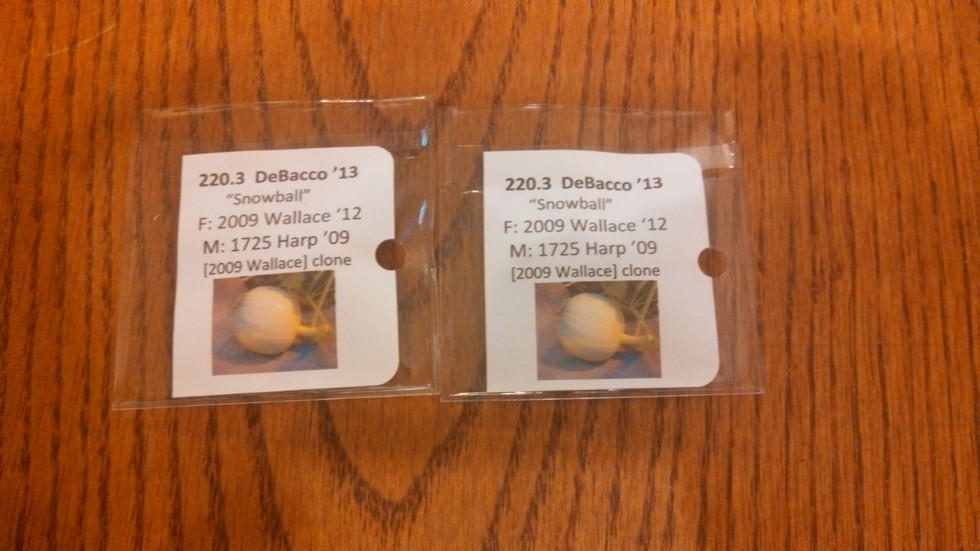 220.3 DeBacco ’13
“Snowball”
F: 2009 Wallace ‘12
M: 1725 Harp ’09
[2009 Wallace] clone
220.3 DeBacco ’13
“Snowball”
F: 2009 Wallace ‘12
M: 1725 Harp ’09
[2009 Wallace] clone